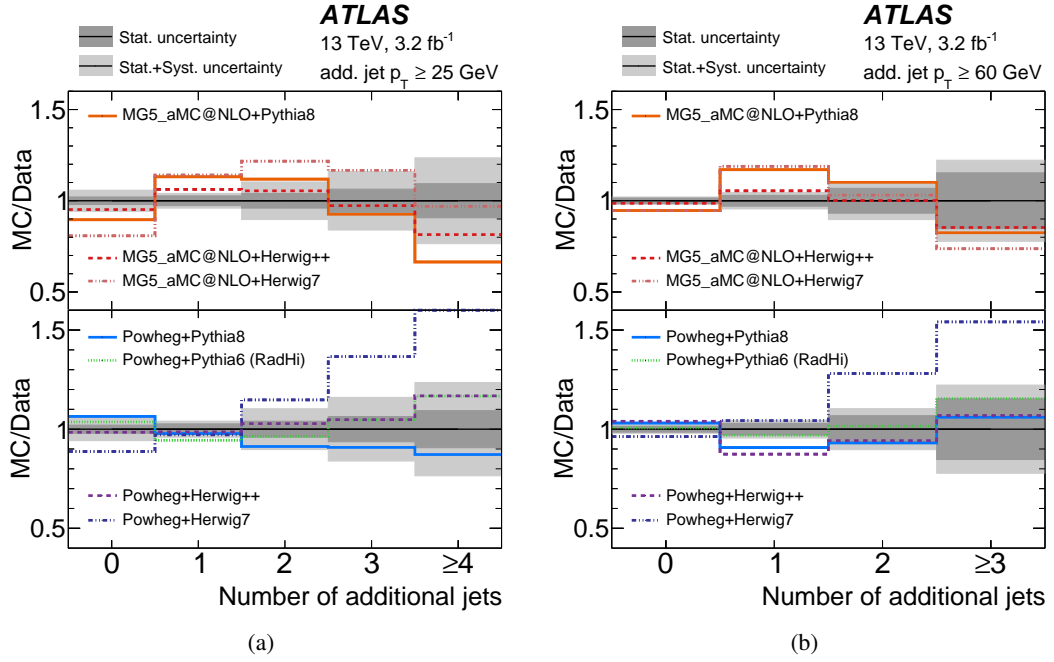 ATLAS
Stat. uncertainty
Stat.+Syst. uncertainty
13 TeV, 3.2 fb-1
add. jet pT ≥ 25 GeV
1.5
1
0.5
MC/Data
MG5_aMC@NLO+Pythia8
MG5_aMC@NLO+Herwig++
MG5_aMC@NLO+Herwig7
1.5
1
0.5
MC/Data
Powheg+Pythia8
Powheg+Pythia6 (RadHi)
Powheg+Herwig++
Powheg+Herwig7
0 1 2 3 ≥4
Number of additional jets
(a)
ATLAS
Stat. uncertainty
Stat.+Syst. uncertainty
13 TeV, 3.2 fb-1
add. jet pT ≥ 60 GeV
1.5
1
0.5
MC/Data
MG5_aMC@NLO+Pythia8
MG5_aMC@NLO+Herwig++
MG5_aMC@NLO+Herwig7
1.5
1
0.5
MC/Data
Powheg+Pythia8
Powheg+Pythia6 (RadHi)
Powheg+Herwig++
Powheg+Herwig7
0 1 2 ≥3
Number of additional jets
(b)